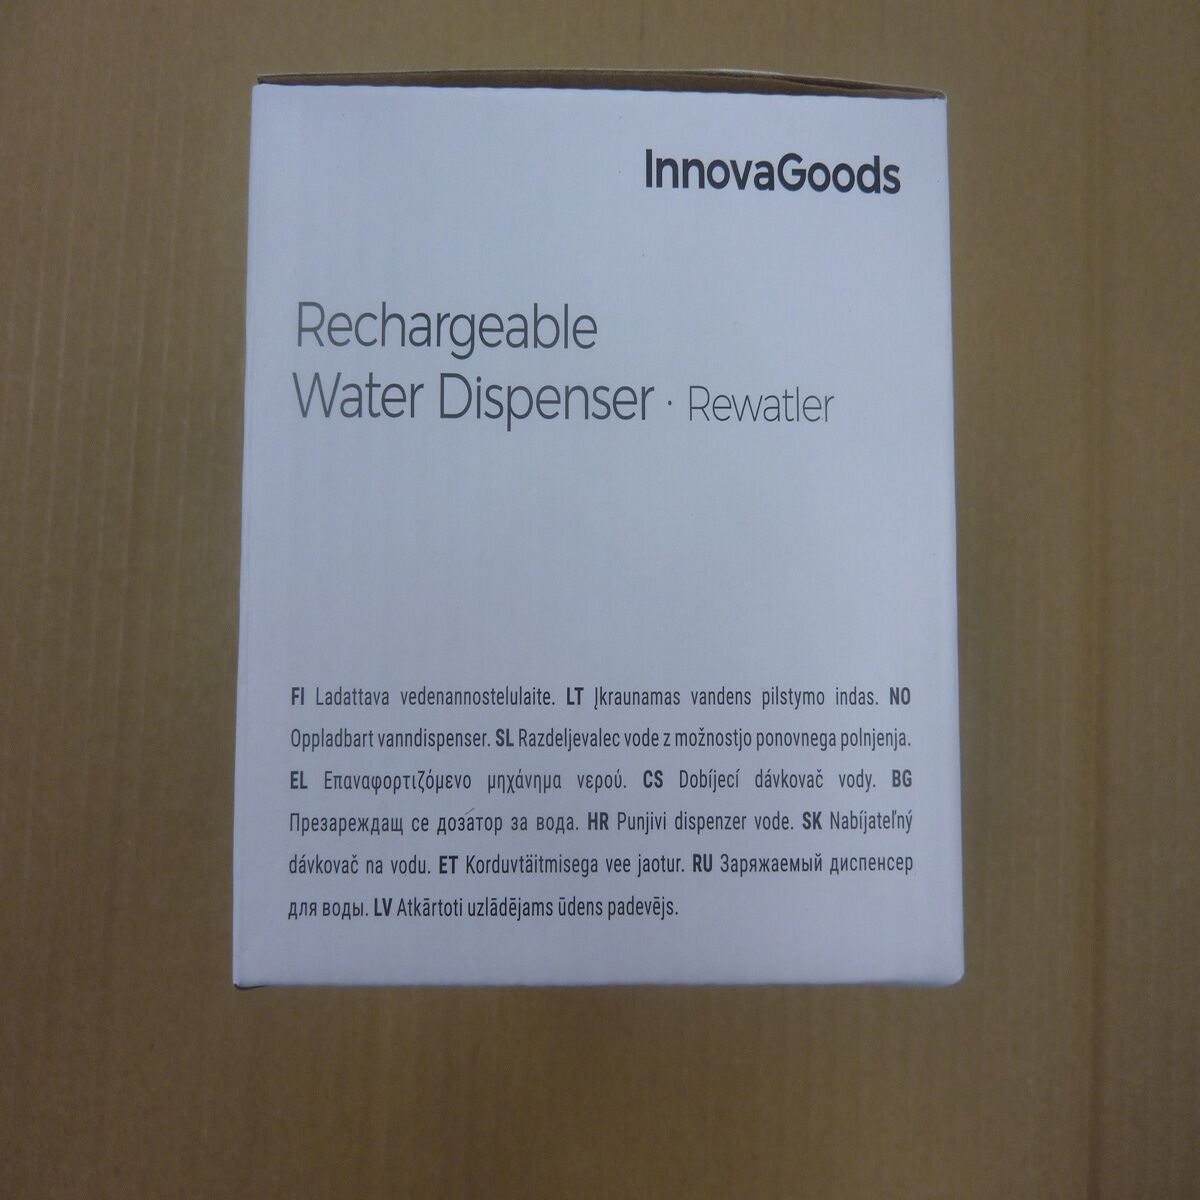 InnovaGoods
Rechargeable
Water Dispenser · Rewatler
FI Ladattava vedenannostelulaite. LT Įkraunamas vandens pilstymo indas. NO
Oppladbart vanndispenser. SL Razdeljevalec vode z možnostjo ponovnega polnjenja.
EL Επαναφορτιζόμενο μηχάνημα νερού. CS Dobíjecí dávkovač vody. BG
Презареждащ се дозатор за вода. HR Punjivi dispenzer vode. SK Nabíjateľný
dávkovač na vodu. ET Korduvtäitmisega vee jaotur. RU Заряжаемый диспенсер
для воды. LV Atkārtoti uzlādējams ūdens padevējs.